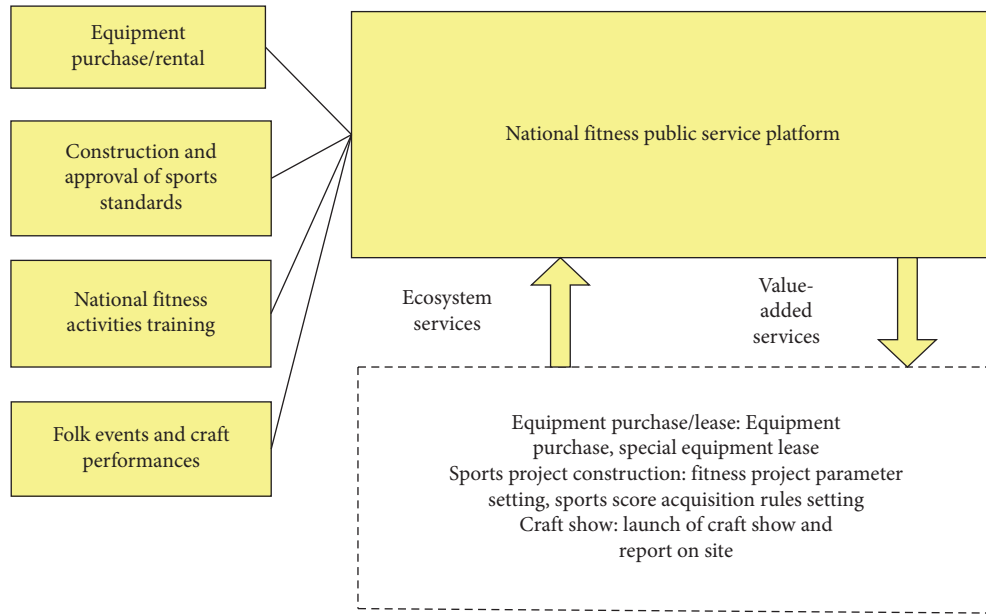 Equipment
purchase/rental
Construction and
approval of sports
standards
National fitness
activities training
Folk events and craft
performances
National fitness public service platform
Ecosystem
services
Value-
added
services
Equipment purchase/lease: Equipment
purchase, special equipment lease
Sports project construction: fitness project parameter
setting, sports score acquisition rules setting
Craft show: launch of craft show and
report on site